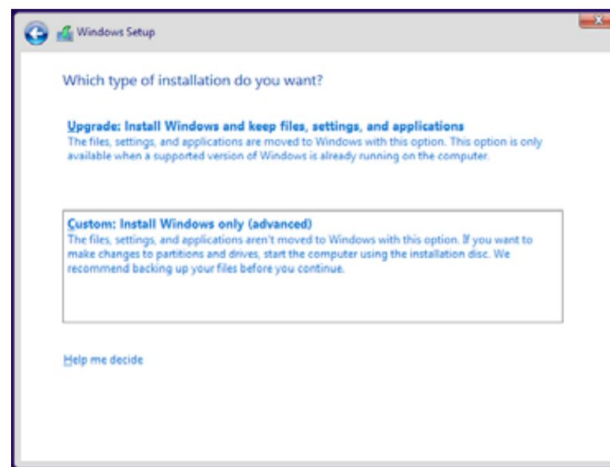 Windows Setup
Which type of installation do you want?
Upgrade: Install Windows and keep files, settings, and applications
The files, settings, and applications are moved to Windows with this option. This option is only
available when a supported version of Windows is already running on the computer.
Custom: Install Windows only (advanced)
The files, settings, and applications aren't moved to Windows with this option. If you want to
make changes to partitions and drives, start the computer using the installation disc. We
recommend backing up your files before you continue.
Help me decide